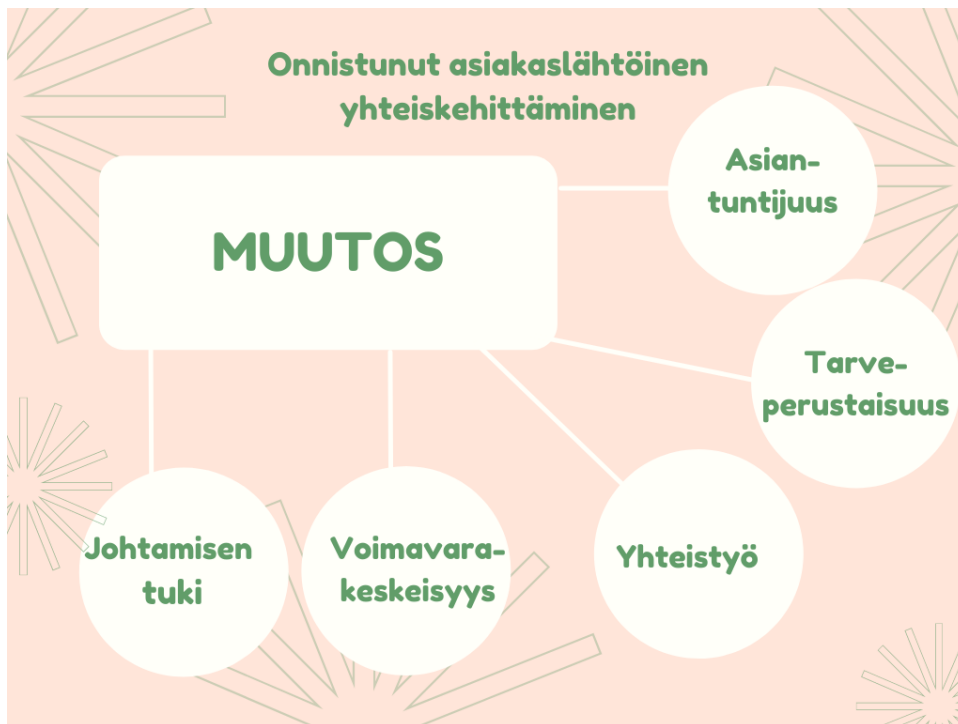 Onnistunut asiakaslähtöinen
yhteiskehittäminen
MUUTOS
Asian-
tuntijuus
Tarve-
perustaisuus
Yhteistyö
Voimavara-
keskeisyys
Johtamisen
tuki